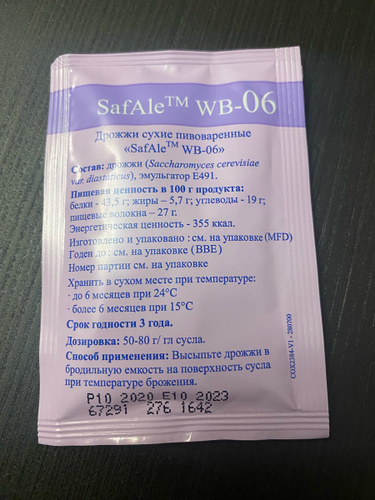 SafAle™ WB-06
Дрожжи сухие пивоваренные
«SafAle™ WB-06»
Состав: дрожжи (Saccharomyces cerevisiae
var. diastaticus), эмульгатор Е491.
Пищевая ценность в 100 г продукта:
белки - 43,5 г; жиры – 5,7 г; углеводы - 19 г;
пищевые волокна – 27 г.
Энергетическая ценность - 355 ккал.
Изготовлено и упаковано : см. на упаковке (MFD)
Годен до : см. на упаковке (BBE)
Номер партии см. на упаковке
Хранить в сухом месте при температуре:
· до 6 месяцев при 24°C
· более 6 месяцев при 15°C
Срок годности 3 года.
Дозировка: 50-80 г/ гл сусла.
Способ применения: Высыпьте дрожжи в
бродильную емкость на поверхность сусла
при температуре брожения.
P10 2020 E10 2023
67291 276 1642
COX2184-V1 - 280700